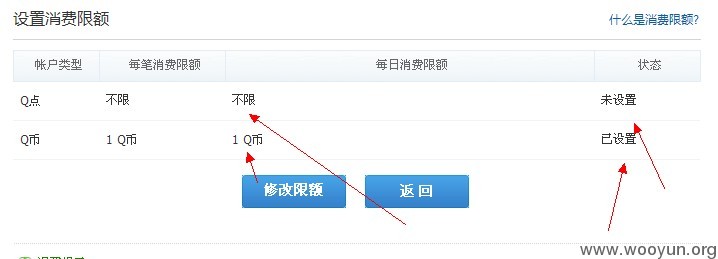 设置消费限额 什么是消费限额?
帐户类型 每笔消费限额 每日消费限额 状态
Q点 不限 不限 未设置
Q币 1 Q币 1 Q币 已设置
修改限额 返 回
www.wooyun.org